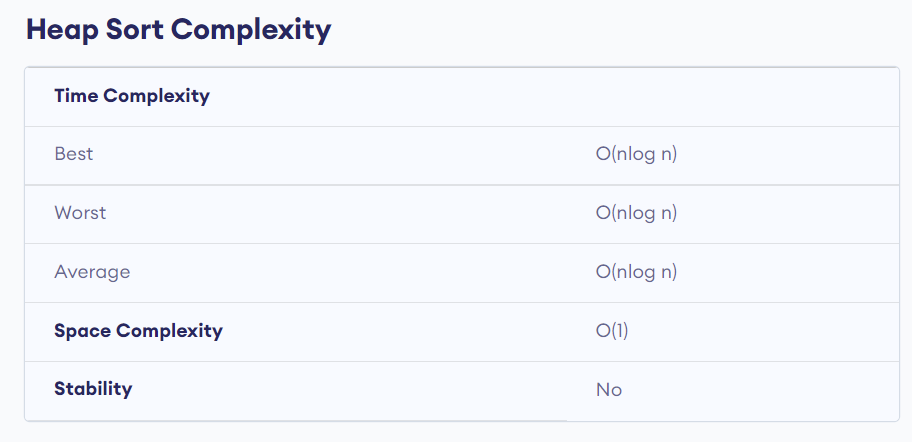 Heap Sort Complexity
Time Complexity
Best O(nlog n)
Worst O(nlog n)
Average O(nlog n)
Space Complexity O(1)
Stability No